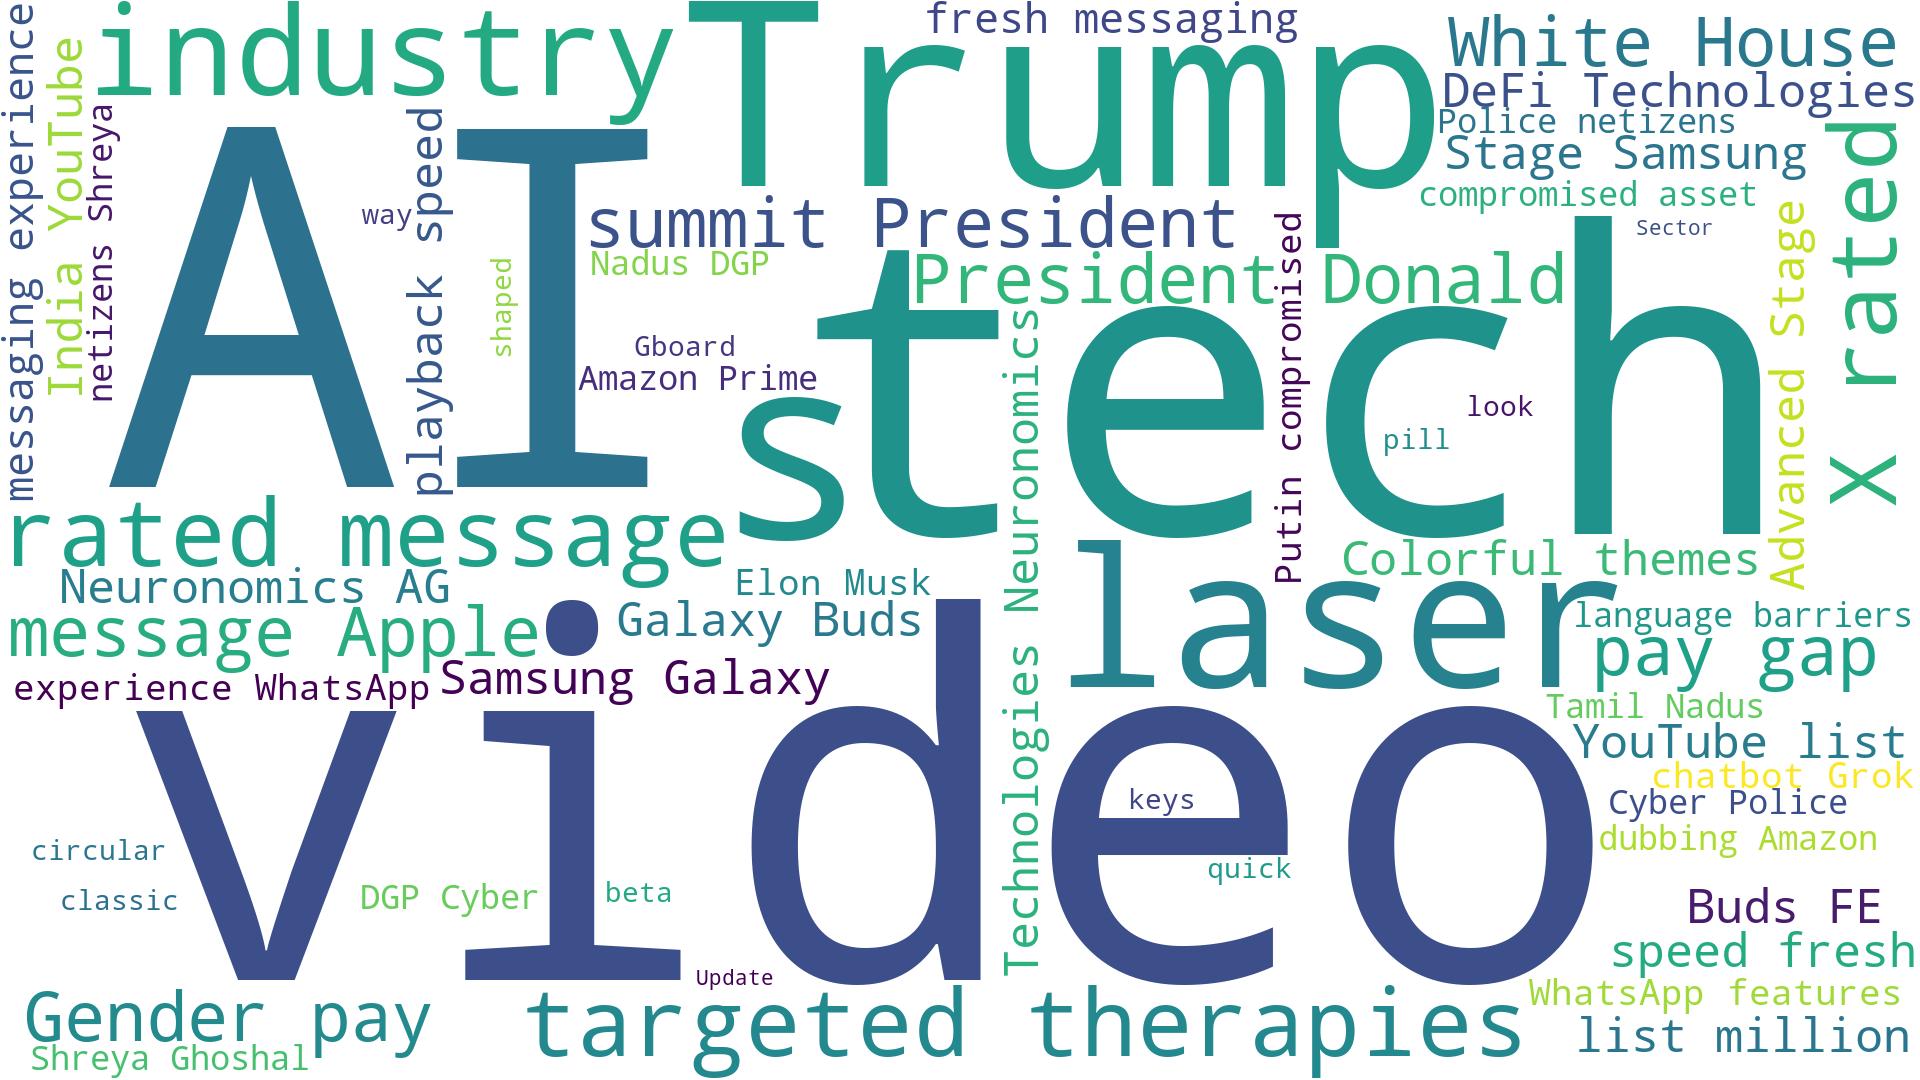 messaging experience
India YouTube
netizens Shreya
industry
Trump
fresh messaging
White House
DeFi Technologies
Police netizens
Stage Samsung
compromised asset
Sector
X rated
Advanced Stage
AI
way
playback speed
shaped
summit President
Nadus DGP
President Donald
Gboard
Amazon Prime
s tech
Technologies Neuronomics
Putin compromised
look
pill
rated message
Neuronomics AG
Elon Musk
laser
Colorful themes
message Apple
Galaxy Buds
language barriers
pay gap
experience WhatsApp
Samsung Galaxy
Tamil Nadus
YouTube list
video
chatbot Grok
keys
Cyber Police
dubbing Amazon
circular
quick
classic
DGP Cyber
beta
Buds FE
speed fresh
Update
WhatsApp features
Gender pay
targeted therapies
list million
Shreya Ghoshal